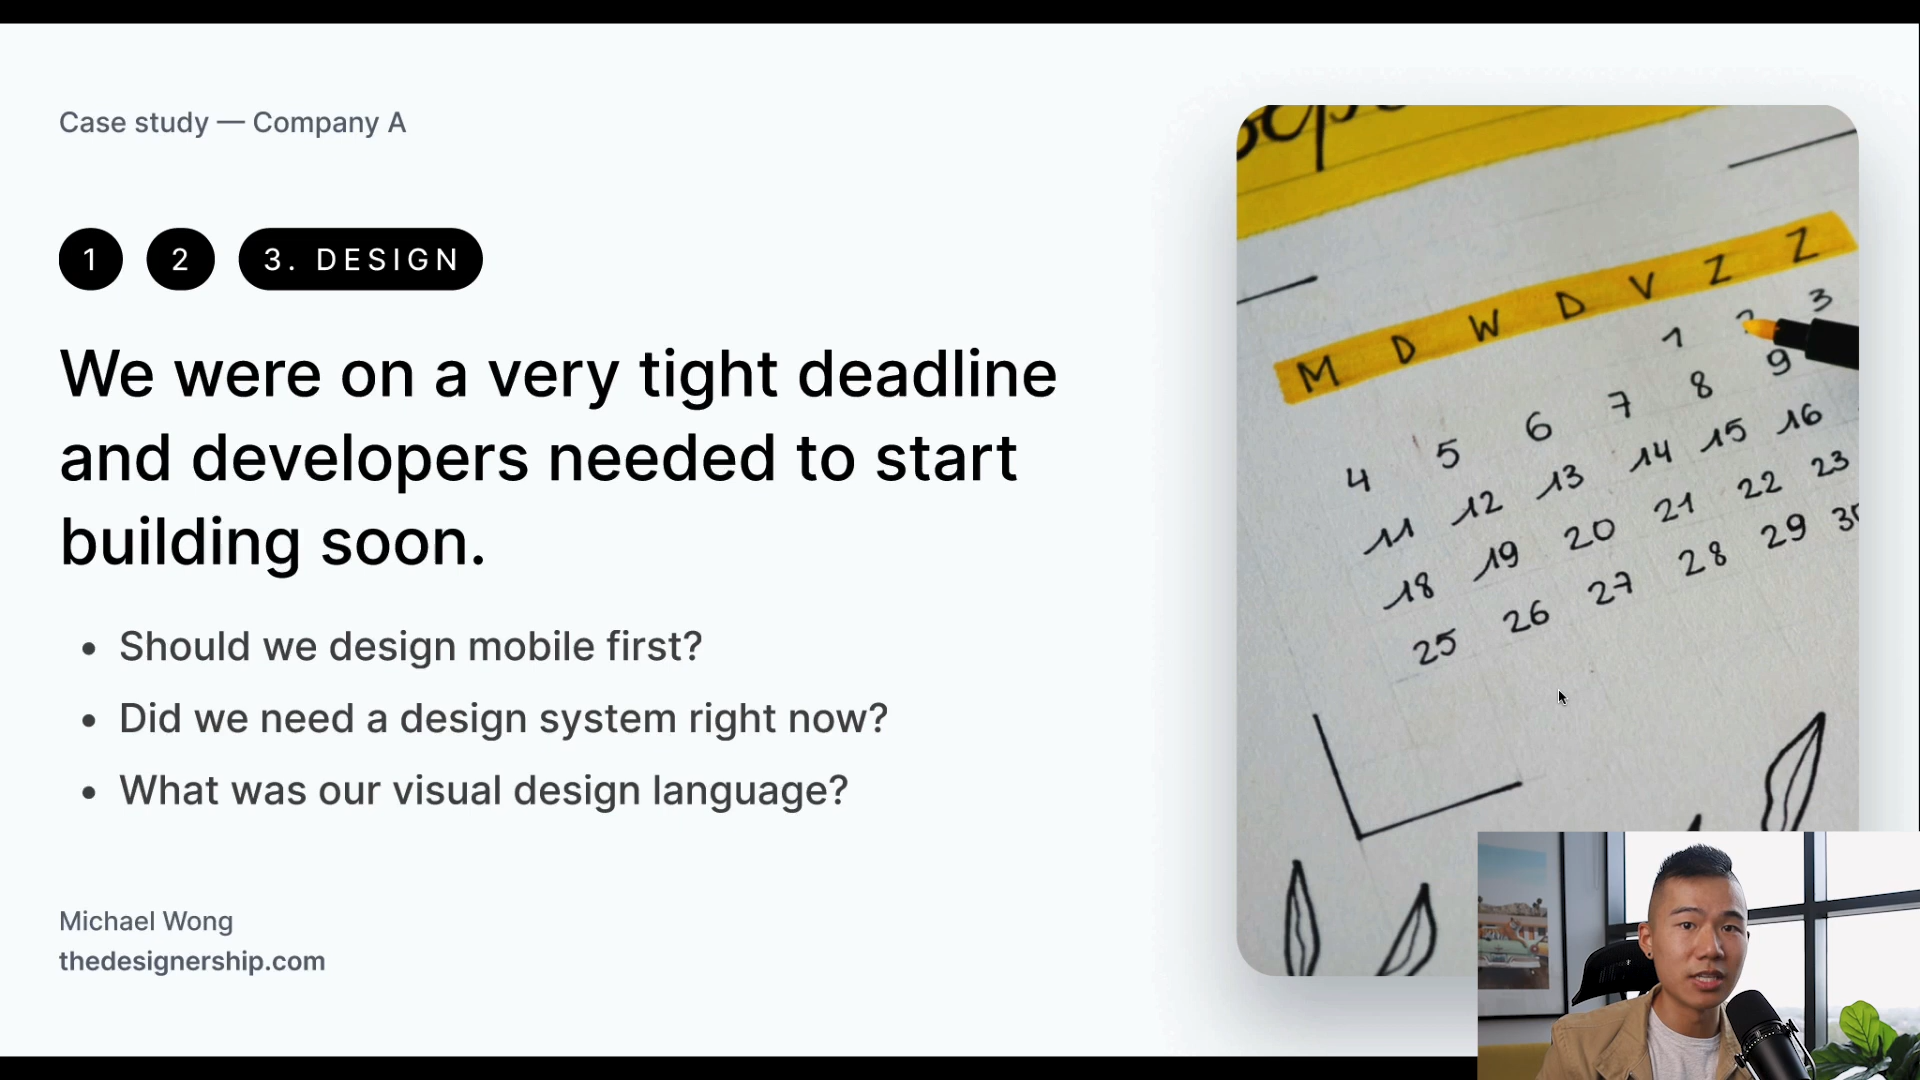 Case study — Company A
1 2 3. DESIGN
We were on a very tight deadline
and developers needed to start
building soon.
• Should we design mobile first?
• Did we need a design system right now?
• What was our visual design language?
Michael Wong
thedesignership.com
M D W D V Z Z
1 2 3
4 5 6 7 8 9
11 12 13 14 15 16
18 19 20 21 22 23
25 26 27 28 29 30